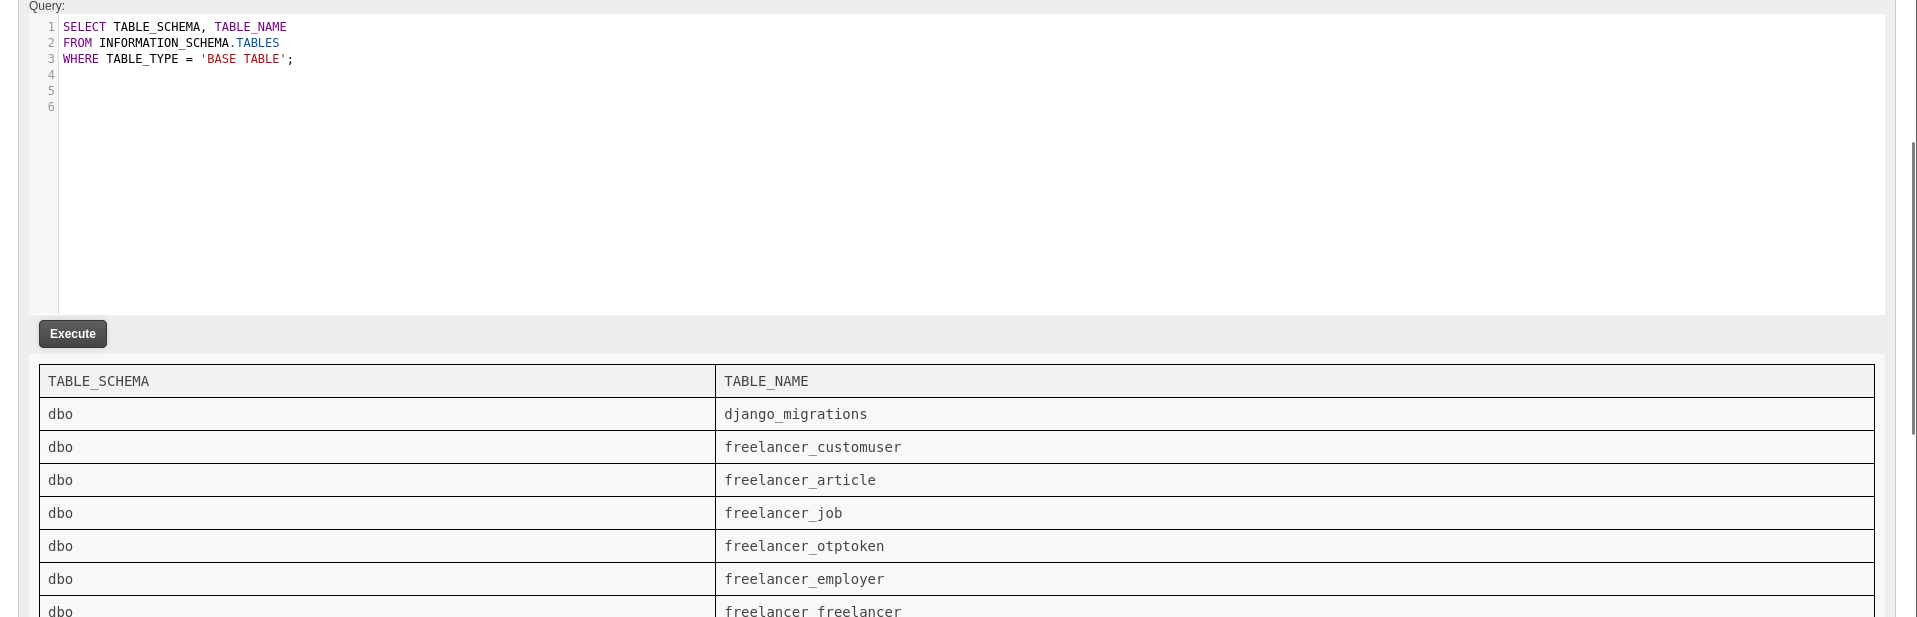 Query:
1 SELECT TABLE_SCHEMA, TABLE_NAME
2 FROM INFORMATION_SCHEMA.TABLES
3 WHERE TABLE_TYPE = 'BASE TABLE';
4
5
6
Execute
TABLE_SCHEMA TABLE_NAME
dbo django_migrations
dbo freelancer_customuser
dbo freelancer_article
dbo freelancer_job
dbo freelancer_otptoken
dbo freelancer_employer
dbo freelancer_freelancer